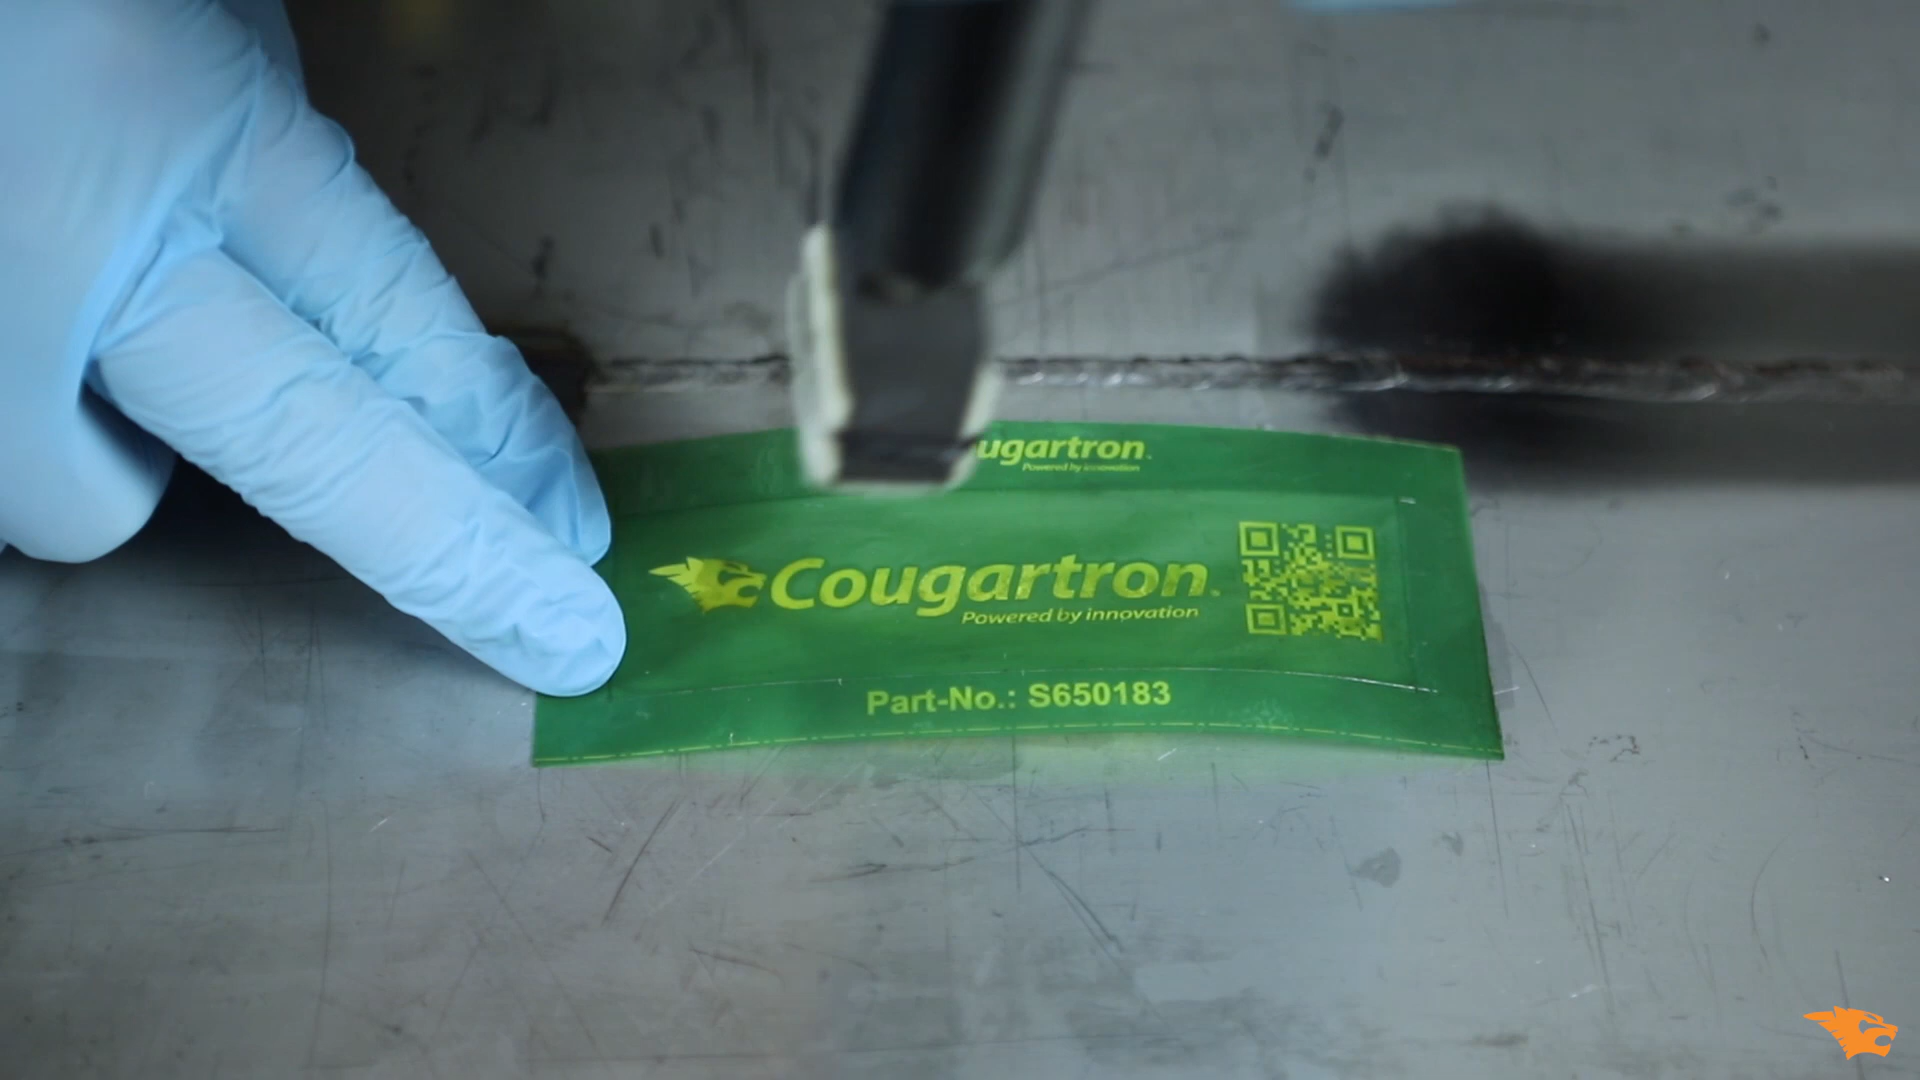 ugartron
Powered by innovation
Cougartron
Powered by innovation
Part-No.: S650183